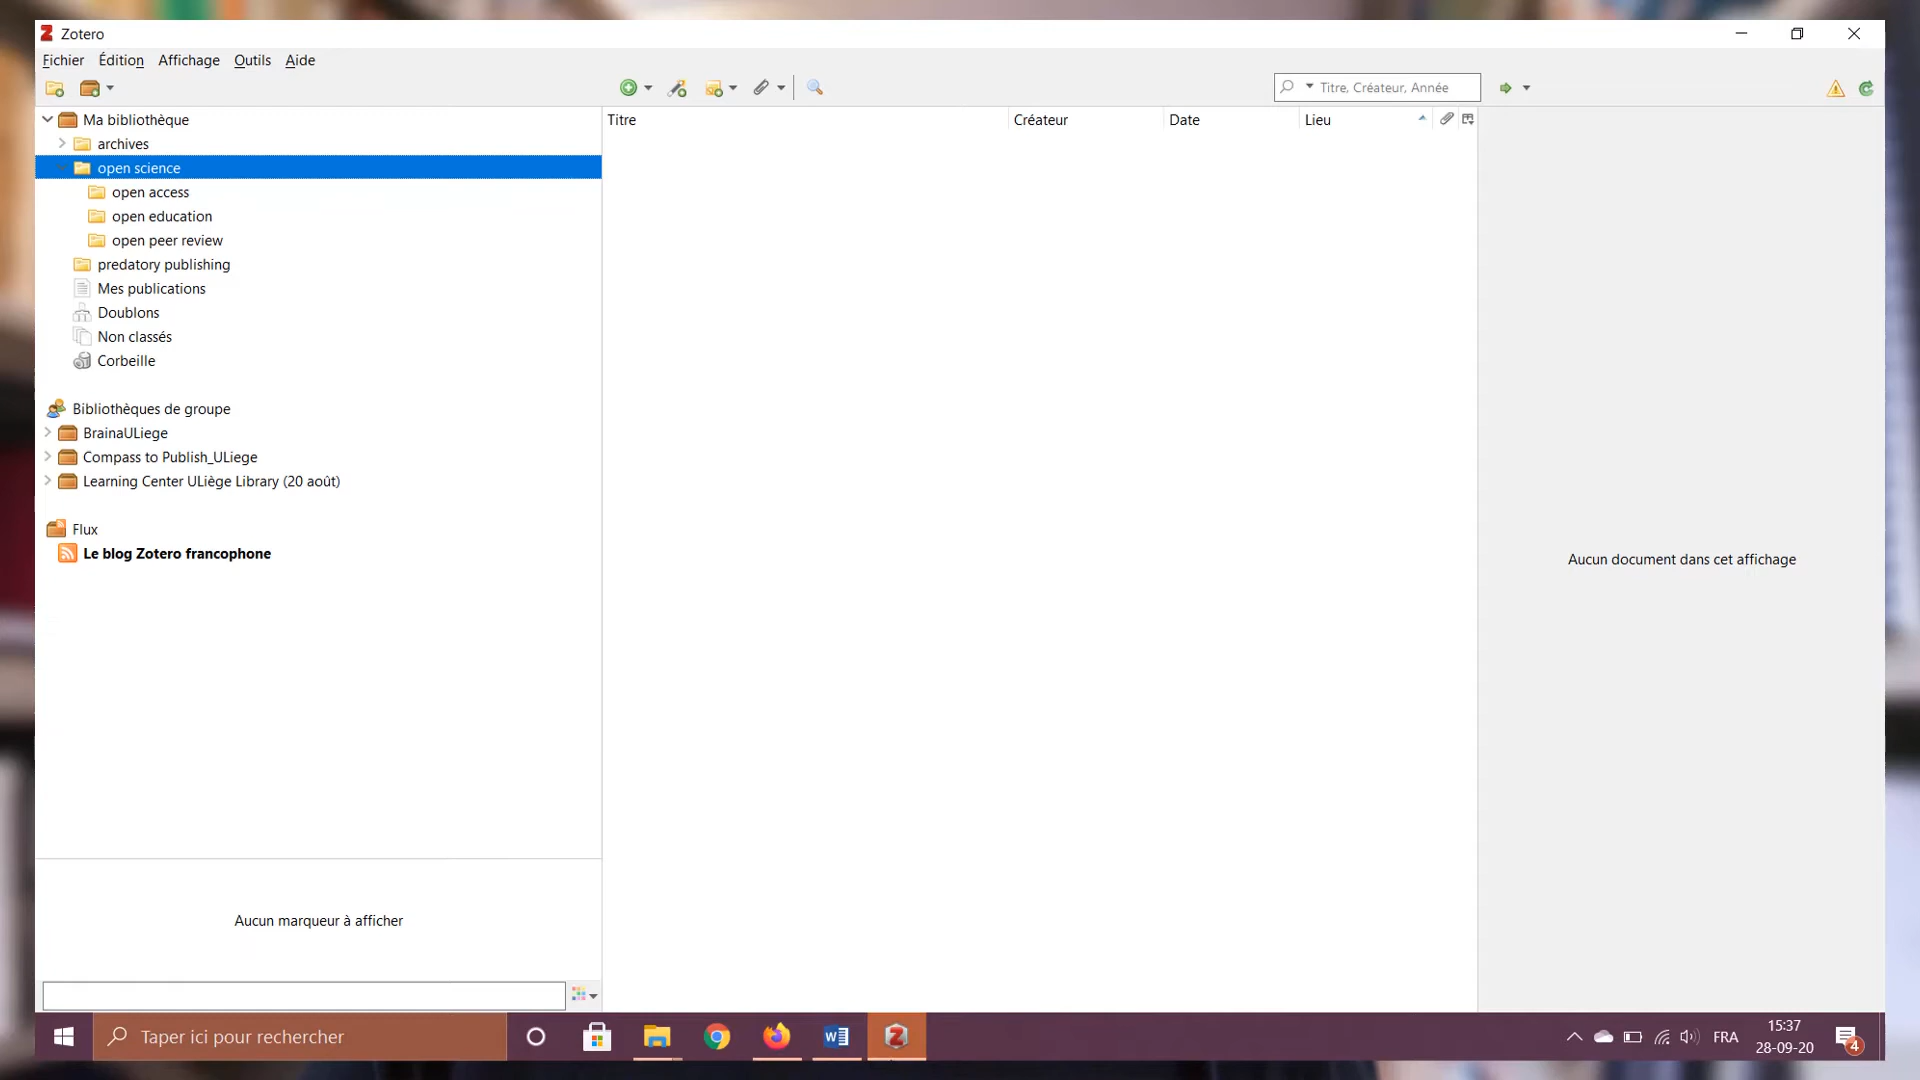 Zotero
Fichier Édition Affichage Outils Aide
Titre, Créateur, Année
Ma bibliothèque
archives
open science
open access
open education
open peer review
predatory publishing
Mes publications
Doublons
Non classés
Corbeille
Bibliothèques de groupe
BrainaULiege
Compass to Publish_ULiege
Learning Center ULiège Library (20 août)
Flux
Le blog Zotero francophone
Aucun marqueur à afficher
Titre Créateur Date Lieu
Aucun document dans cet affichage
Taper ici pour rechercher
FRA
15:37
28-09-20
4